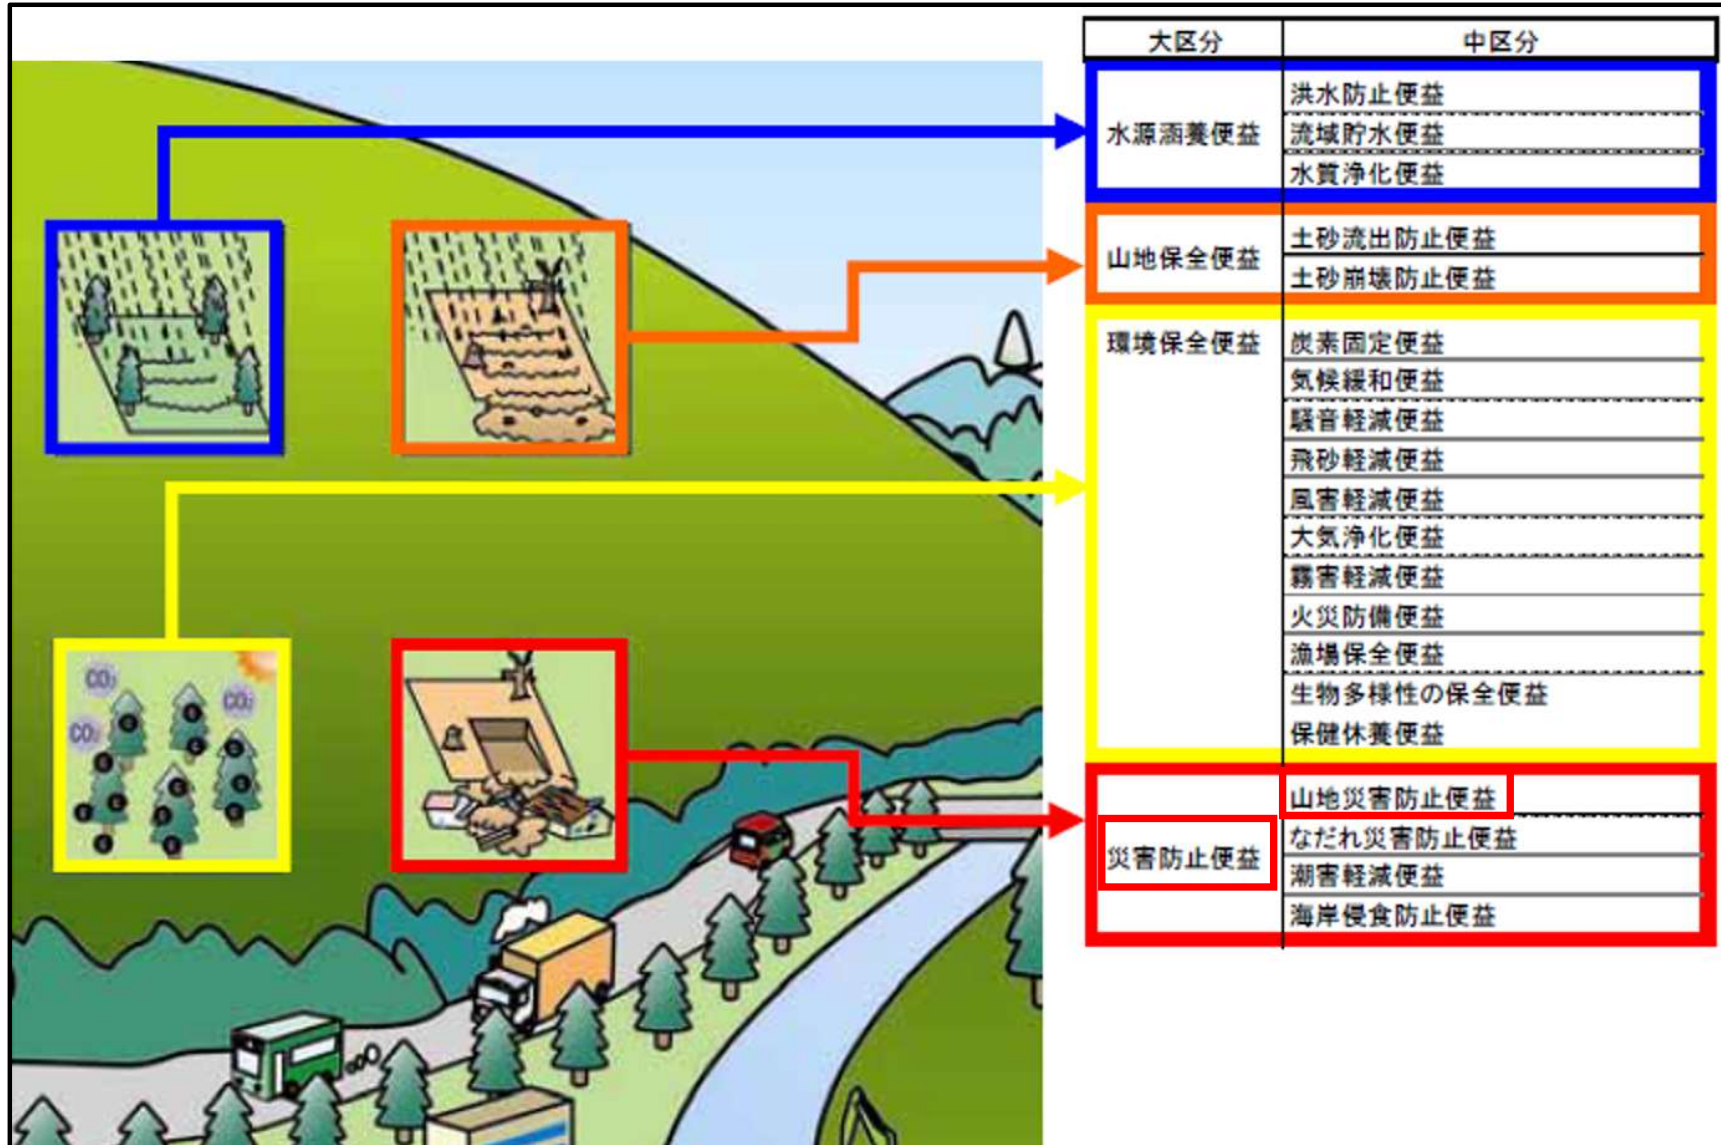 大区分 中区分
水源涵養便益
洪水防止便益
流域貯水便益
水質浄化便益
山地保全便益
土砂流出防止便益
土砂崩壊防止便益
環境保全便益
炭素固定便益
気候緩和便益
騒音軽減便益
飛砂軽減便益
風害軽減便益
大気浄化便益
霧害軽減便益
火災防備便益
漁場保全便益
生物多様性の保全便益
保健休養便益
災害防止便益
山地災害防止便益
なだれ災害防止便益
潮害軽減便益
海岸侵食防止便益
CO₂
CO₂
CO₂